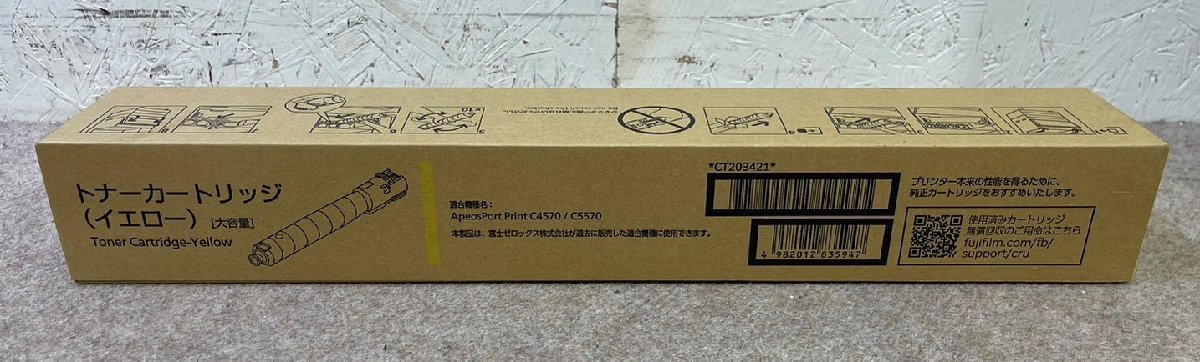 x10
トナーカートリッジ
（イエロー） [大容量]
Toner Cartridge-Yellow
適合機種名：
ApeosPort Print C4570 / C5570
本製品は、富士ゼロックス株式会社が過去に販売した適合機種に使用できます。
*CT203421*
4 982012 835947
プリンター本来の性能を得るために、
純正カートリッジをおすすめいたします。
使用済みカートリッジ
無償回収のご用命はこちら
fujifilm.com/fb/
support/cru